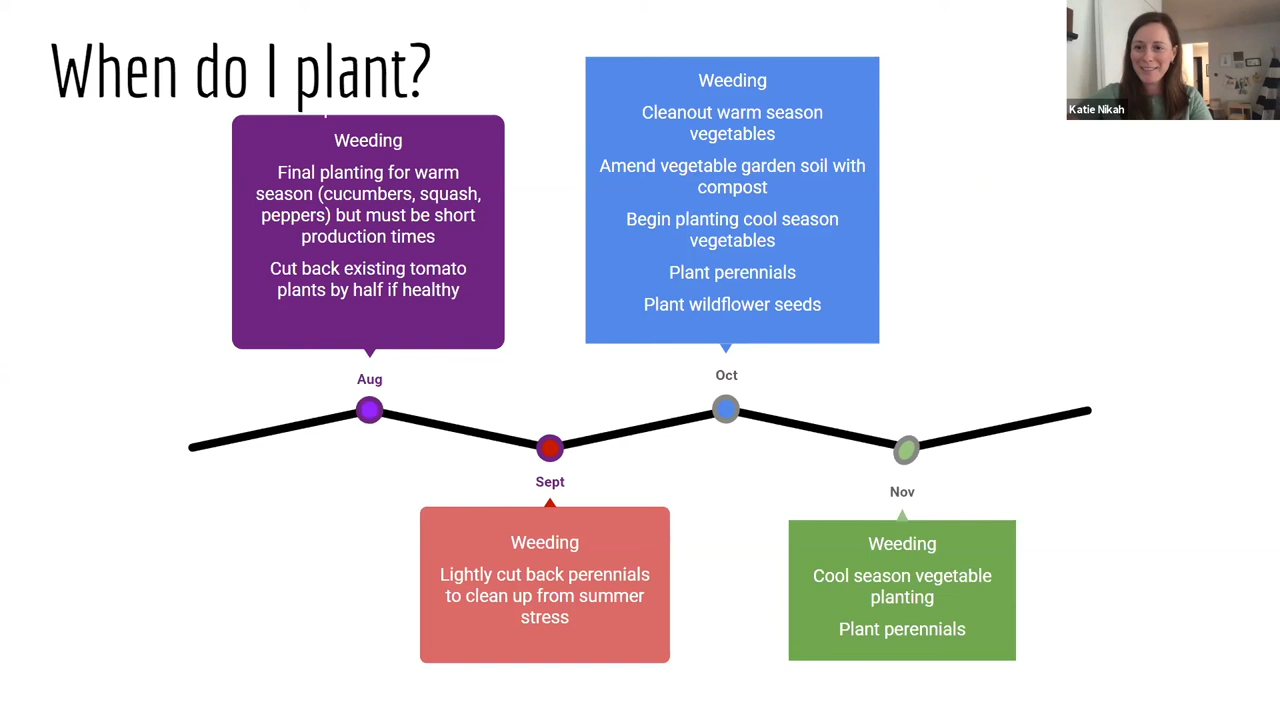 When do I plant?
Katie Nikah
Weeding
Final planting for warm
season (cucumbers, squash,
peppers) but must be short
production times
Cut back existing tomato
plants by half if healthy
Aug
Weeding
Lightly cut back perennials
to clean up from summer
stress
Sept
Weeding
Cleanout warm season
vegetables
Amend vegetable garden soil with
compost
Begin planting cool season
vegetables
Plant perennials
Plant wildflower seeds
Oct
Weeding
Cool season vegetable
planting
Plant perennials
Nov